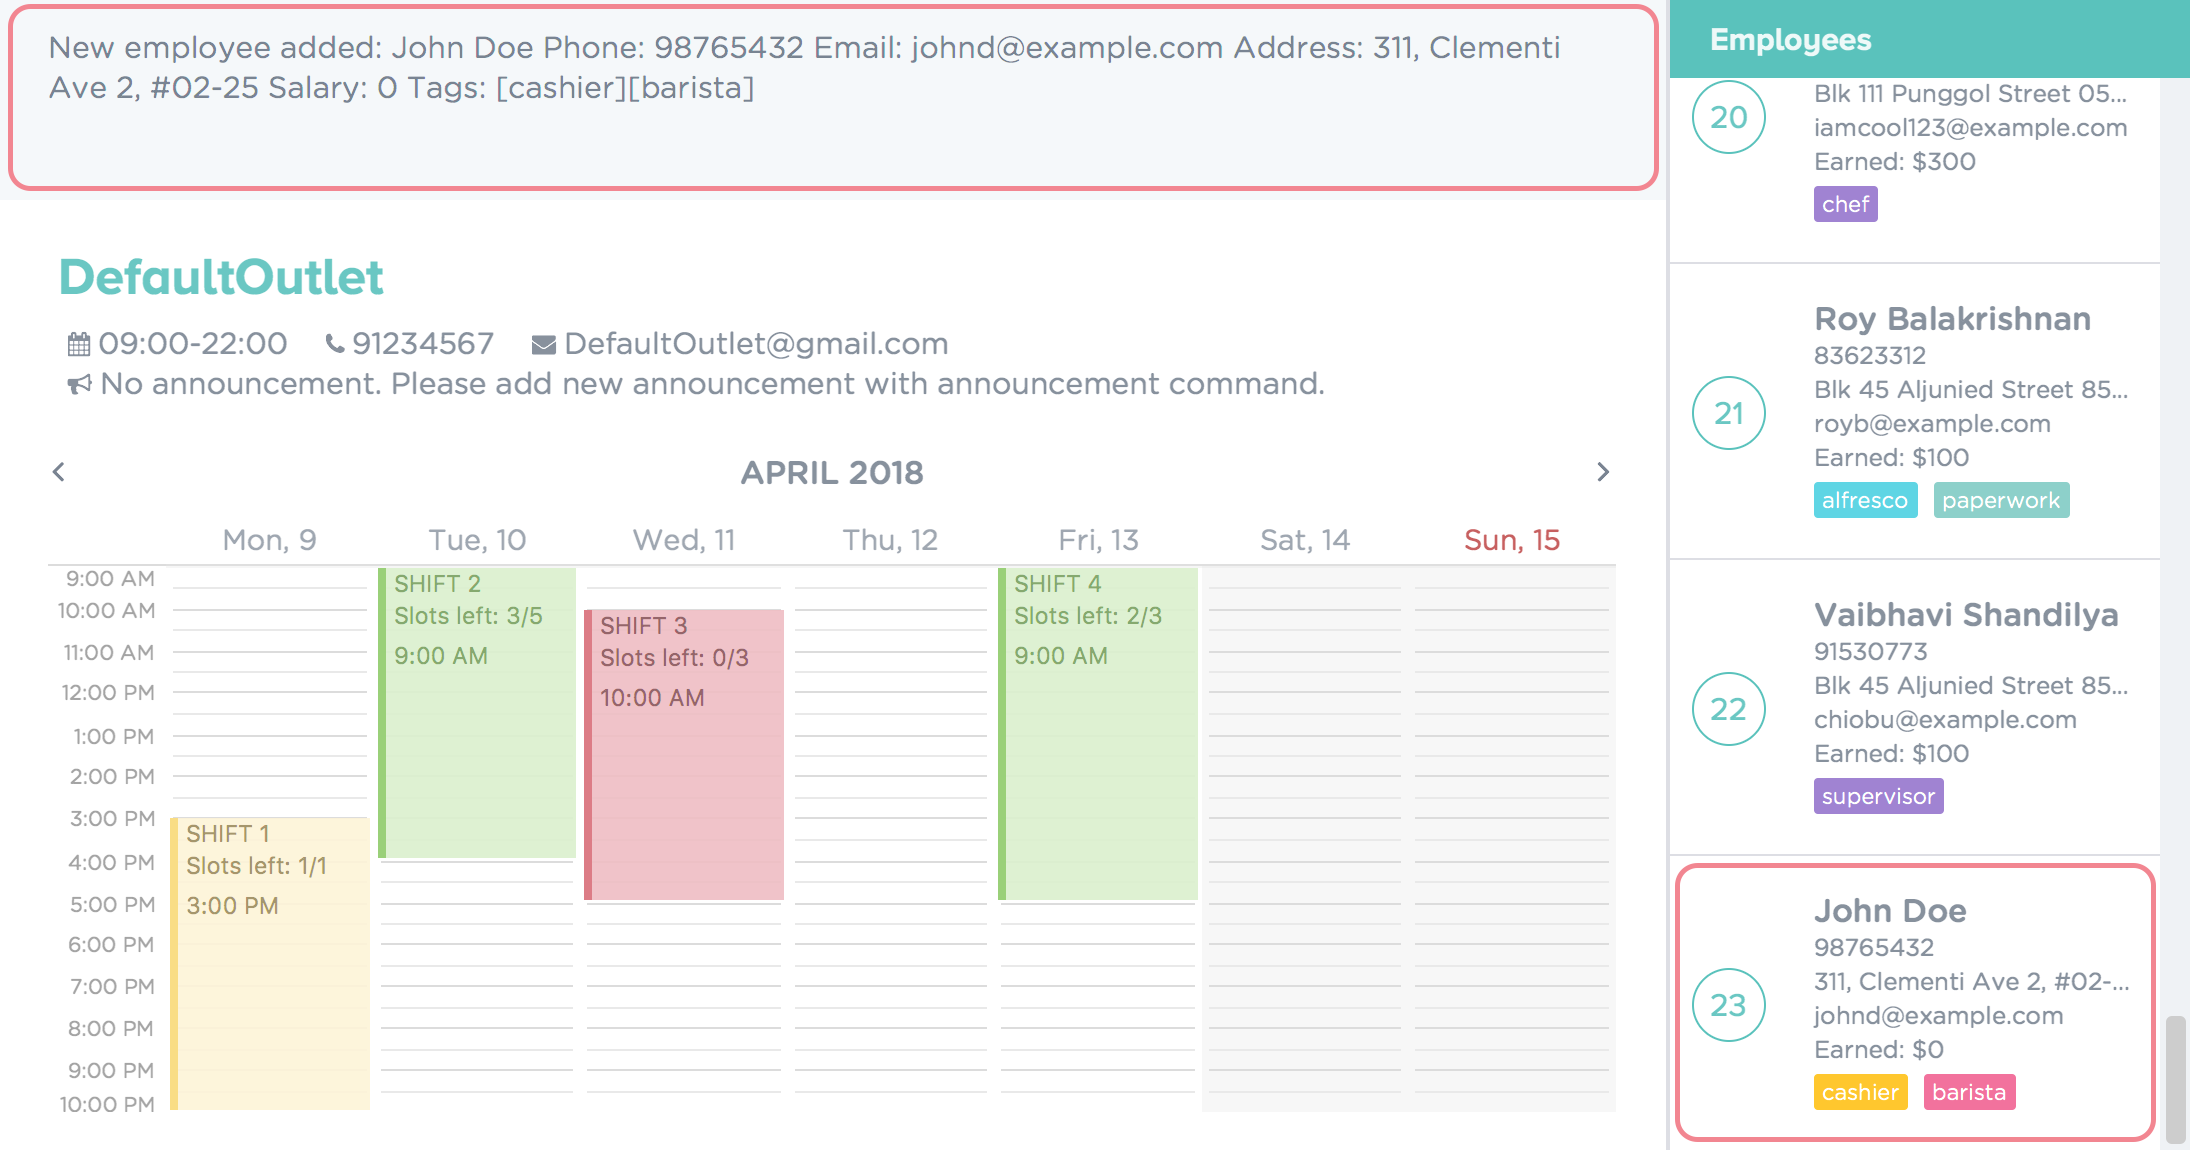 New employee added: John Doe Phone: 98765432 Email: johnd@example.com Address: 311, Clementi
Ave 2, #02-25 Salary: 0 Tags: [cashier][barista]
DefaultOutlet
09:00-22:00 91234567 DefaultOutlet@gmail.com
No announcement. Please add new announcement with announcement command.
APRIL 2018
Mon, 9 Tue, 10 Wed, 11 Thu, 12 Fri, 13 Sat, 14 Sun, 15
9:00 AM
10:00 AM
11:00 AM
12:00 PM
1:00 PM
2:00 PM
3:00 PM
4:00 PM
5:00 PM
6:00 PM
7:00 PM
8:00 PM
9:00 PM
10:00 PM
SHIFT 1
Slots left: 1/1
3:00 PM
SHIFT 2
Slots left: 3/5
9:00 AM
SHIFT 3
Slots left: 0/3
10:00 AM
SHIFT 4
Slots left: 2/3
9:00 AM
Employees
20
Blk 111 Punggol Street 05...
iamcool123@example.com
Earned: $300
chef
21
Roy Balakrishnan
83623312
Blk 45 Aljunied Street 85...
royb@example.com
Earned: $100
alfresco paperwork
22
Vaibhavi Shandilya
91530773
Blk 45 Aljunied Street 85...
chiobu@example.com
Earned: $100
supervisor
23
John Doe
98765432
311, Clementi Ave 2, #02-...
johnd@example.com
Earned: $0
cashier barista